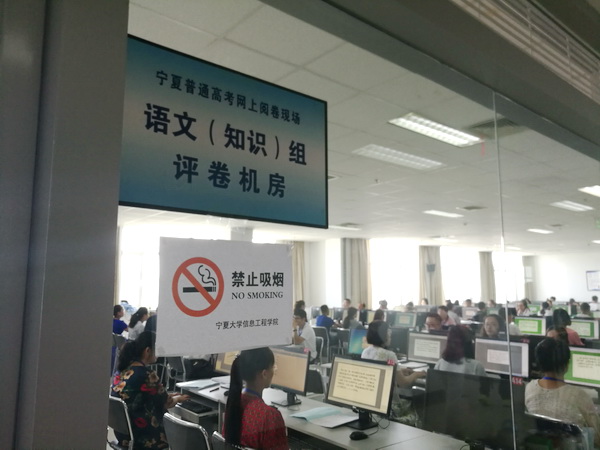 宁夏普通高考网上阅卷现场
语文（知识）组
评卷机房
禁止吸烟
NO SMOKING
宁夏大学信息工程学院